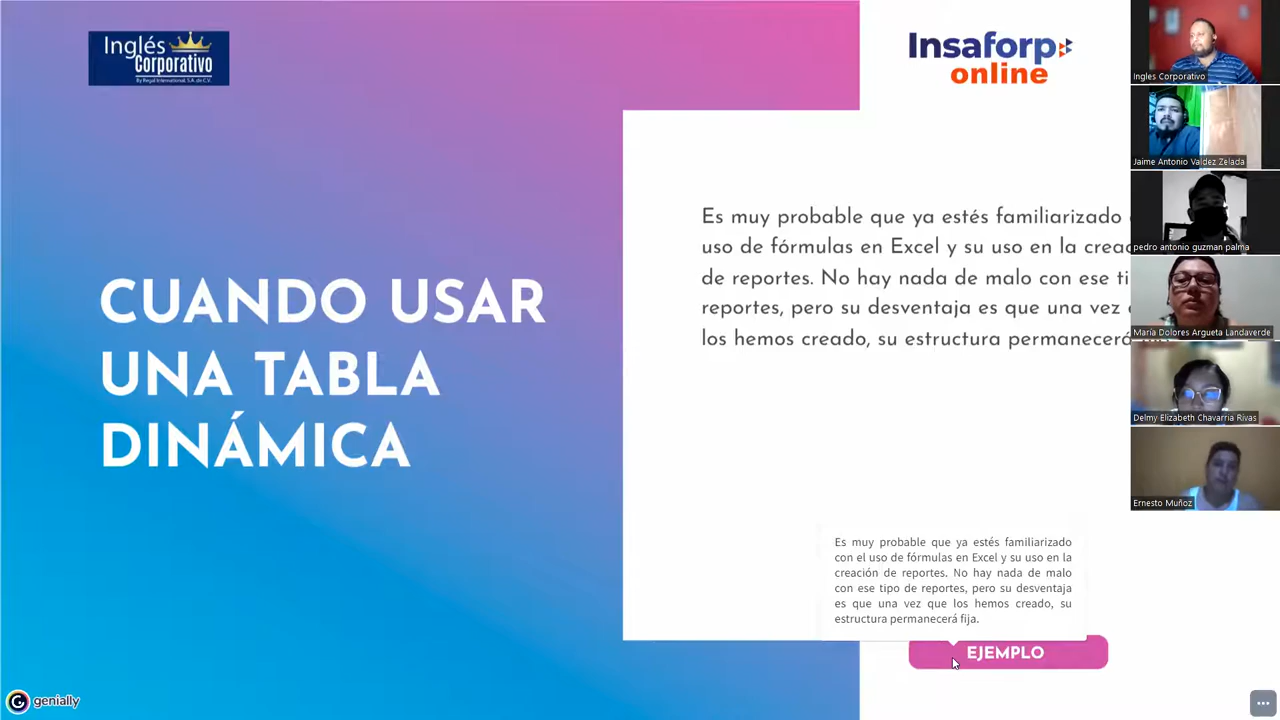 Inglés
Corporativo
By Regal International, S.A. de C.V.
Insaforp
online
CUANDO USAR
UNA TABLA
DINÁMICA
Es muy probable que ya estés familiarizado
uso de fórmulas en Excel y su uso en la creac
de reportes. No hay nada de malo con ese ti
reportes, pero su desventaja es que una vez
los hemos creado, su estructura permanecerá
Es muy probable que ya estés familiarizado
con el uso de fórmulas en Excel y su uso en la
creación de reportes. No hay nada de malo
con ese tipo de reportes, pero su desventaja
es que una vez que los hemos creado, su
estructura permanecerá fija.
EJEMPLO
genially
Ingles Corporativo
Jaime Antonio Valdez Zelada
pedro antonio guzman palma
María Dolores Argueta Landaverde
Delmy Elizabeth Chavarria Rivas
Ernesto Muñoz